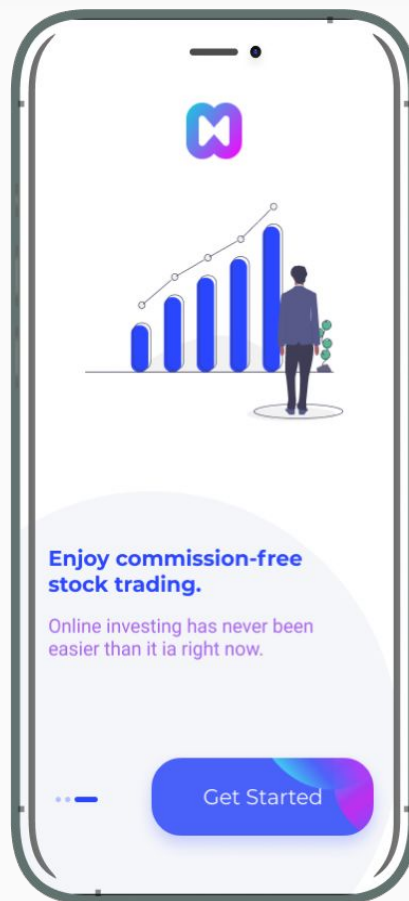 Enjoy commission-free
stock trading.
Online investing has never been
easier than it ia right now.
Get Started